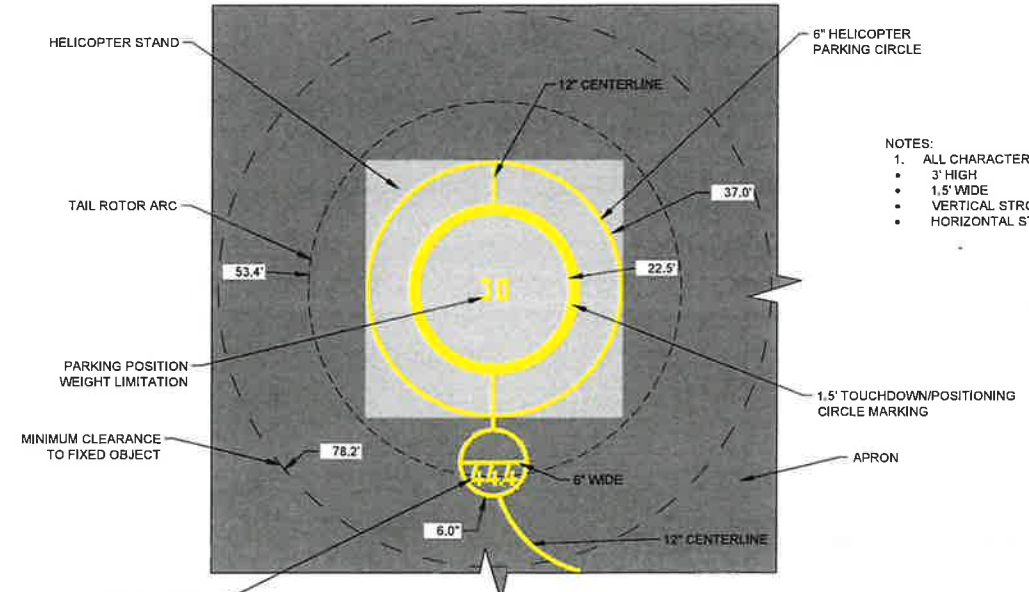 HELICOPTER STAND
6" HELICOPTER
PARKING CIRCLE
12" CENTERLINE
NOTES:
1. ALL CHARACTER
• 3' HIGH
• 1.5' WIDE
• VERTICAL STRO
• HORIZONTAL ST
37.0'
TAIL ROTOR ARC
53.4'
22.5'
30
PARKING POSITION
WEIGHT LIMITATION
1.5' TOUCHDOWN/POSITIONING
CIRCLE MARKING
MINIMUM CLEARANCE
TO FIXED OBJECT
78.2'
APRON
44.4
6" WIDE
6.0"
12" CENTERLINE